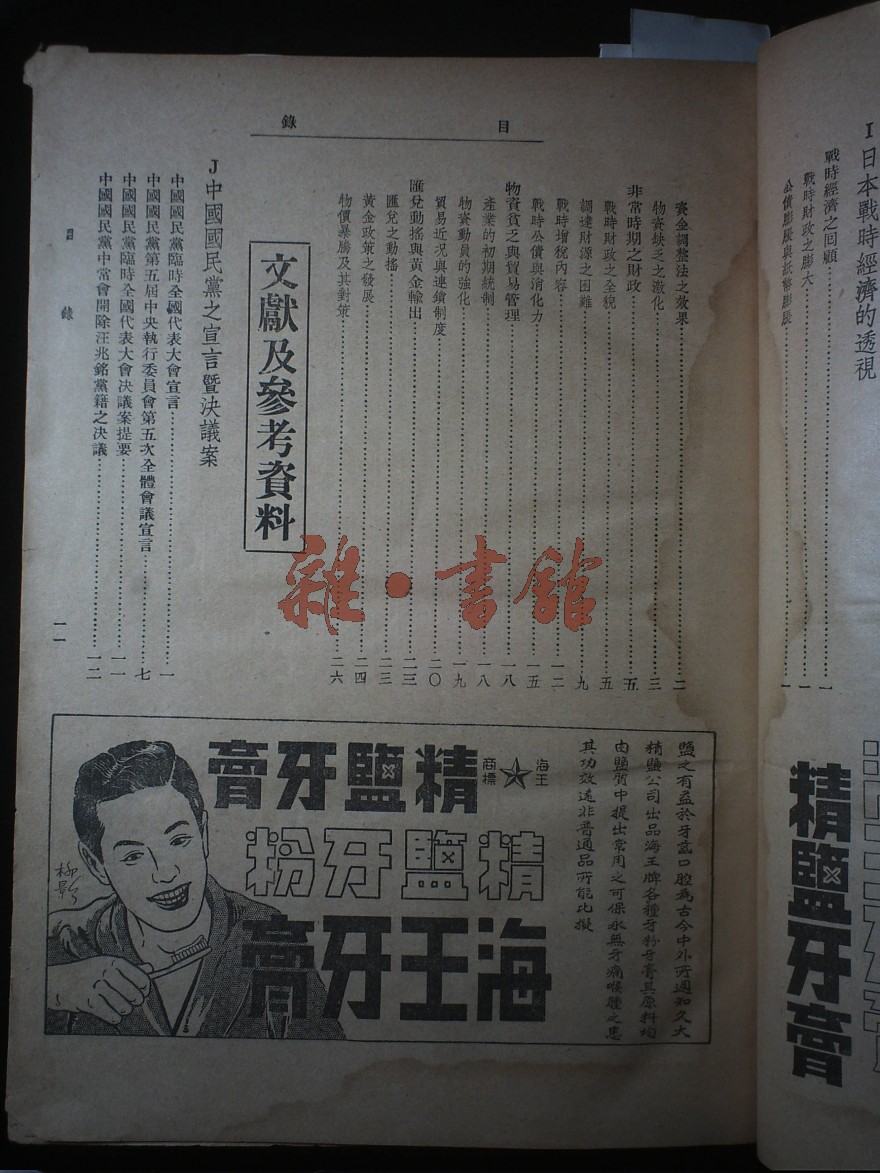 I 日本戰時經濟的透視
戰時經濟之回顧……一
戰時財政之膨大……一
公債膨脹與紙幣膨脹……一
精鹽牙膏
目錄
賽金調整法之效果……二
物資缺乏之激化……三
非常時期之財政……五
戰時財政之全貌……五
調達財源之困難……九
戰時增稅內容……一二
戰時公債與消化力……一五
物資貧乏與貿易管理……一八
產業的初期統制……一八
物資動員的強化……一九
貿易近況與連鎖制度……二〇
匯兌動搖與黃金輸出……二三
匯兌之動搖……二三
黃金政策之發展……二四
物價暴騰及其對策……二六
文獻及參考資料
J 中國國民黨之宣言暨決議案
中國國民黨臨時全國代表大會宣言……一
中國國民黨第五屆中央執行委員會第五次全體會議宣言……七
中國國民黨臨時全國代表大會決議案提要……一一
中國國民黨中常會開除汪兆銘黨籍之決議……一二
目錄
一一
鹽之有益於牙齒口腔為古今中外所週知久大
精鹽公司出品海王牌各種牙粉牙膏其原料均
由鹽質中提出常用之可保永無牙痛喉腫之患
其功效遠非普通品所能比擬
海王
商標
精鹽牙膏
精鹽牙粉
海王牙膏
柳影
雜·書館